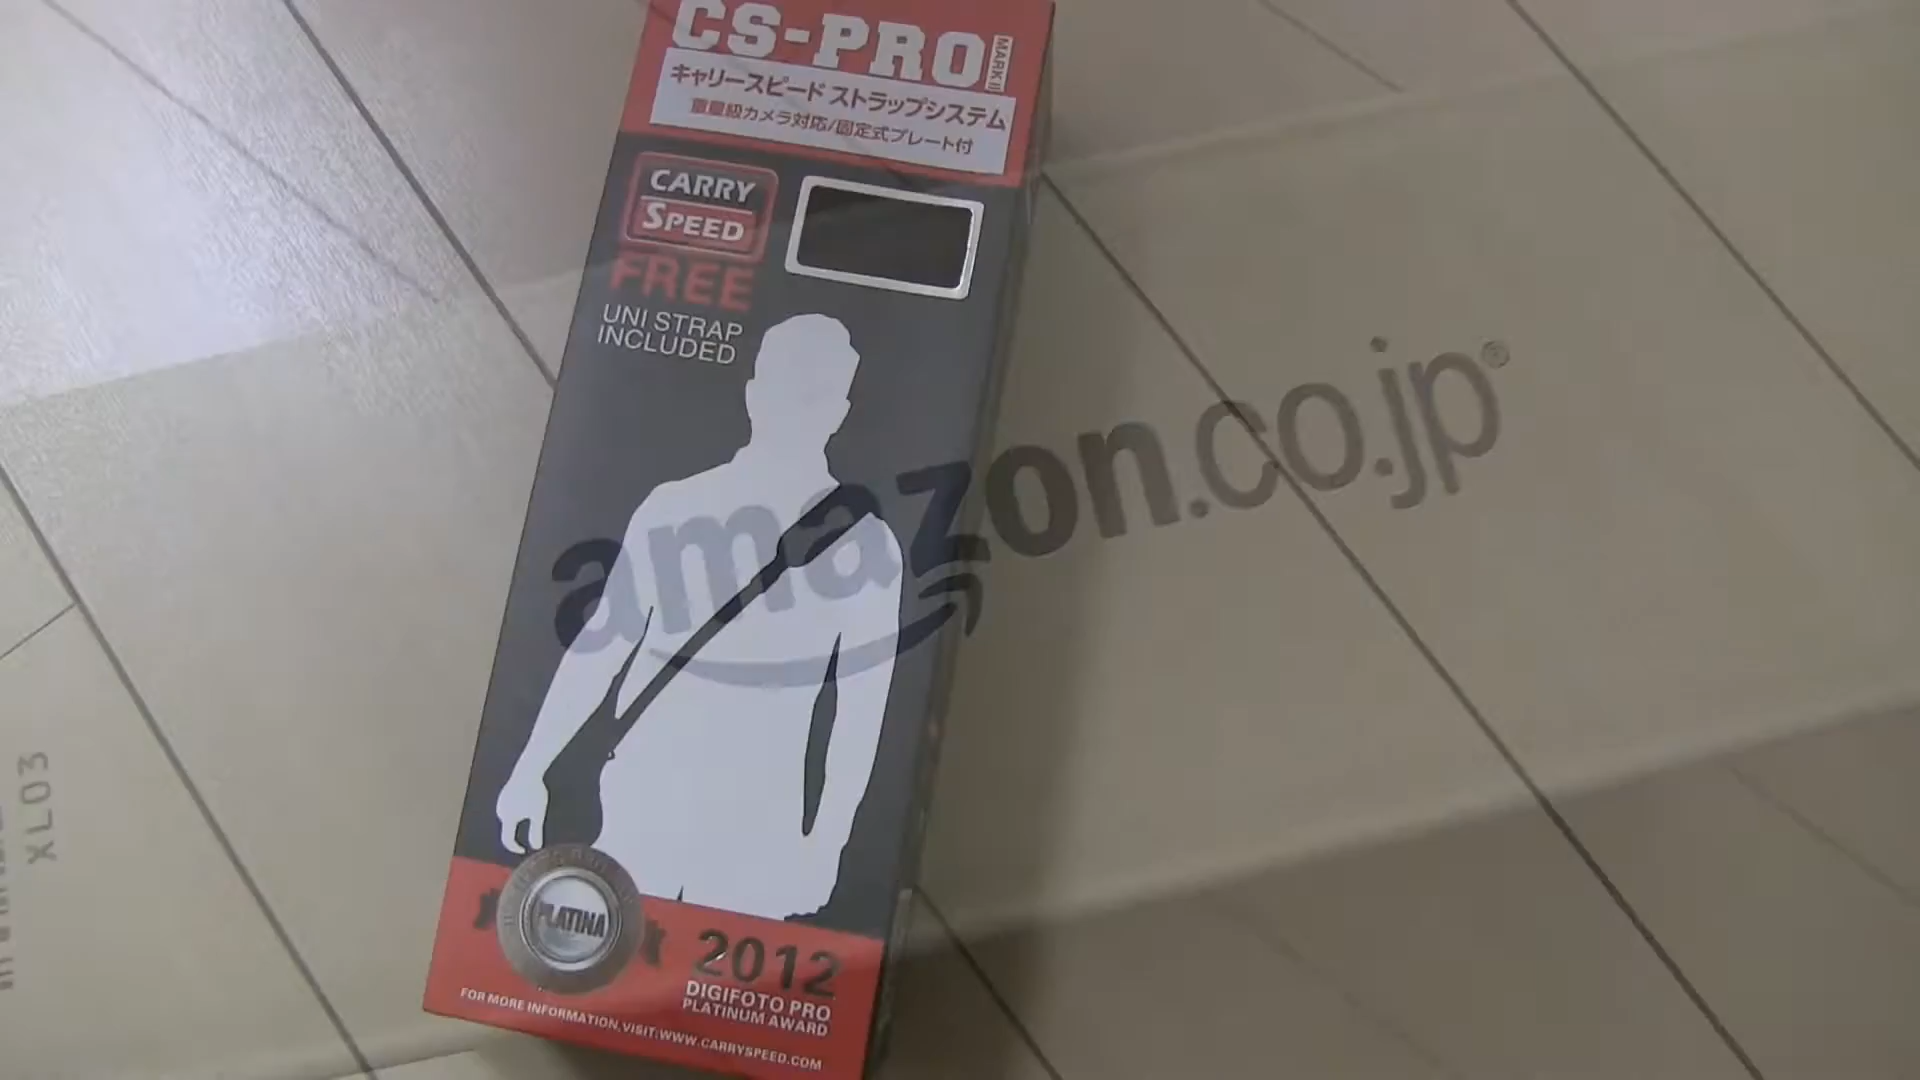 CS-PRO
MARK II
キャリースピード ストラップシステム
重量級カメラ対応/固定式プレート付
CARRY
SPEED
FREE
UNI STRAP
INCLUDED
amazon.co.jp®
XL03
PLATINA
2012
DIGIFOTO PRO
PLATINUM AWARD
FOR MORE INFORMATION, VISIT: WWW.CARRYSPEED.COM